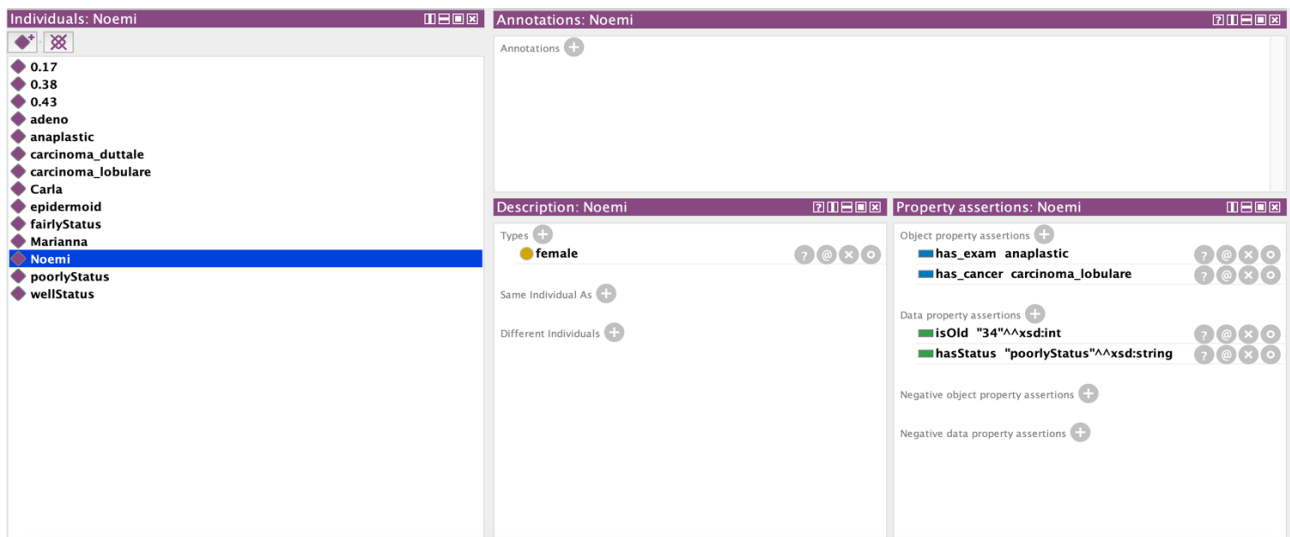 Individuals: Noemi
0.17
0.38
0.43
adeno
anaplastic
carcinoma_duttale
carcinoma_lobulare
Carla
epidermoid
fairlyStatus
Marianna
Noemi
poorlyStatus
wellStatus
Annotations: Noemi
Annotations
Description: Noemi
Types
female
Same Individual As
Different Individuals
Property assertions: Noemi
Object property assertions
has_exam anaplastic
has_cancer carcinoma_lobulare
Data property assertions
isOld "34"^^xsd:int
hasStatus "poorlyStatus"^^xsd:string
Negative object property assertions
Negative data property assertions